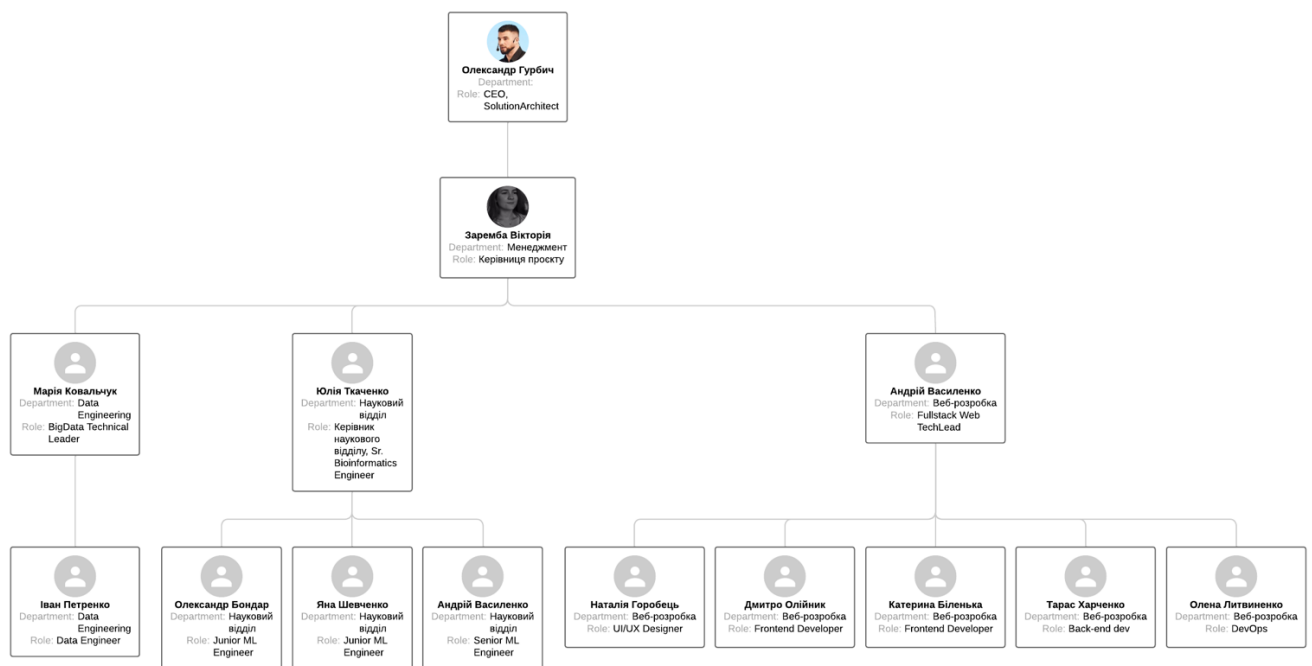 Олександр Гурбич
Department:
Role: CEO,
SolutionArchitect
Заремба Вікторія
Department: Менеджмент
Role: Керівниця проєкту
Марія Ковальчук
Department: Data
Engineering
Role: BigData Technical
Leader
Юлія Ткаченко
Department: Науковий
відділ
Role: Керівник
наукового
відділу, Sr.
Bioinformatics
Engineer
Андрій Василенко
Department: Веб-розробка
Role: Fullstack Web
TechLead
Іван Петренко
Department: Data
Engineering
Role: Data Engineer
Олександр Бондар
Department: Науковий
відділ
Role: Junior ML
Engineer
Яна Шевченко
Department: Науковий
відділ
Role: Junior ML
Engineer
Андрій Василенко
Department: Науковий
відділ
Role: Senior ML
Engineer
Наталія Горобець
Department: Веб-розробка
Role: UI/UX Designer
Дмитро Олійник
Department: Веб-розробка
Role: Frontend Developer
Катерина Біленька
Department: Веб-розробка
Role: Frontend Developer
Тарас Харченко
Department: Веб-розробка
Role: Back-end dev
Олена Литвиненко
Department: Веб-розробка
Role: DevOps